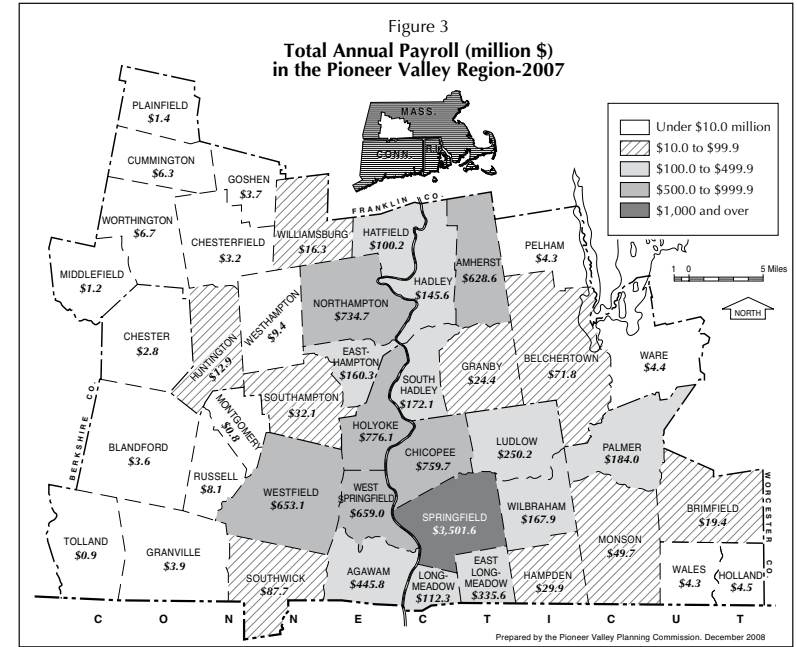 Figure 3
Total Annual Payroll (million $)
in the Pioneer Valley Region-2007
MASS.
CONN.
R.I.
Under $10.0 million
$10.0 to $99.9
$100.0 to $499.9
$500.0 to $999.9
$1,000 and over
1 0 5 Miles
NORTH
FRANKLIN CO.
BERKSHIRE CO.
WORCESTER CO.
PLAINFIELD
$1.4
CUMMINGTON
$6.3
GOSHEN
$3.7
WORTHINGTON
$6.7
CHESTERFIELD
$3.2
WILLIAMSBURG
$16.3
HATFIELD
$100.2
AMHERST
$628.6
PELHAM
$4.3
MIDDLEFIELD
$1.2
HADLEY
$145.6
NORTHAMPTON
$734.7
WESTHAMPTON
$9.4
CHESTER
$2.8
HUNTINGTON
$12.9
EAST-
HAMPTON
$160.3
SOUTH
HADLEY
$172.1
GRANBY
$24.4
BELCHERTOWN
$71.8
WARE
$4.4
SOUTHAMPTON
$32.1
MONTGOMERY
$0.8
HOLYOKE
$776.1
CHICOPEE
$759.7
LUDLOW
$250.2
PALMER
$184.0
BLANDFORD
$3.6
RUSSELL
$8.1
WESTFIELD
$653.1
WEST
SPRINGFIELD
$659.0
SPRINGFIELD
$3,501.6
WILBRAHAM
$167.9
BRIMFIELD
$19.4
MONSON
$49.7
TOLLAND
$0.9
GRANVILLE
$3.9
SOUTHWICK
$87.7
AGAWAM
$445.8
LONG-
MEADOW
$112.3
EAST
LONG-
MEADOW
$335.6
HAMPDEN
$29.9
WALES
$4.3
HOLLAND
$4.5
C O N N E C T I C U T
Prepared by the Pioneer Valley Planning Commission. December 2008